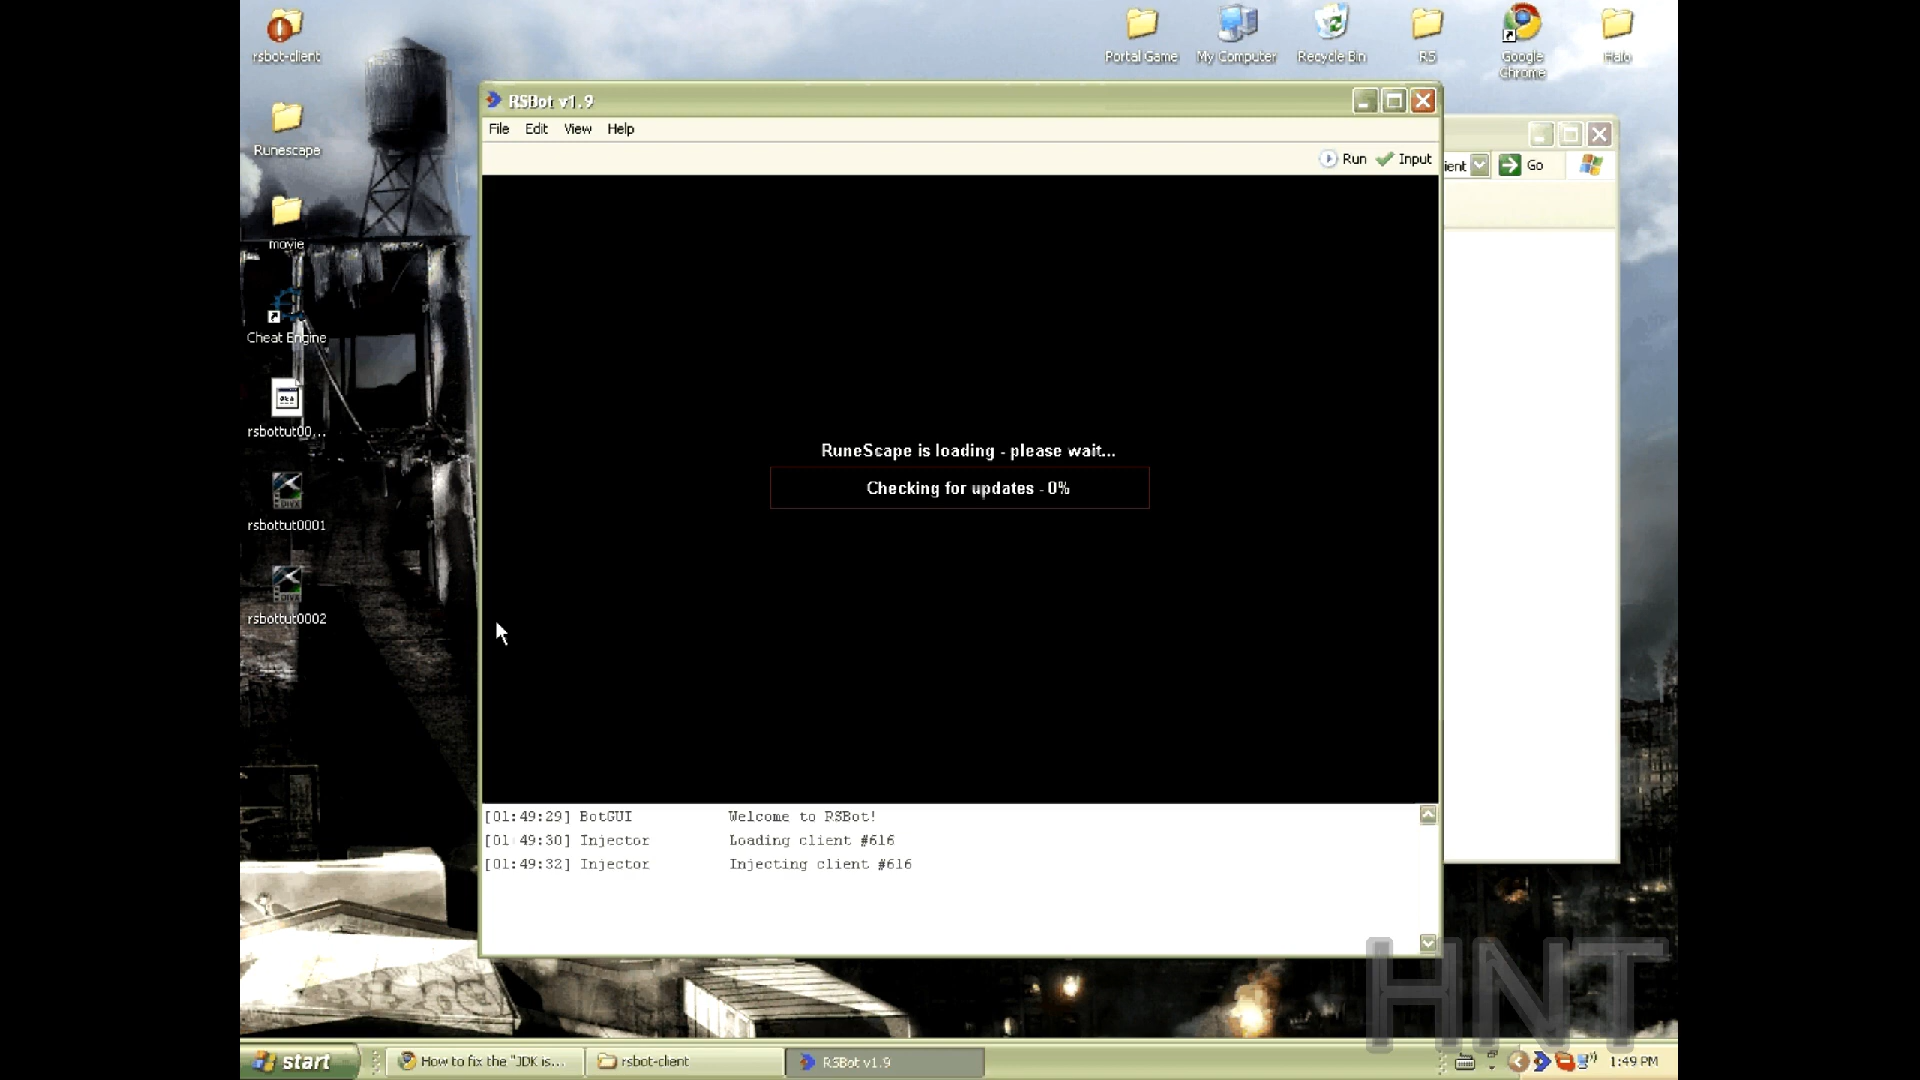 rsbot-client
Portal Game
My Computer
Recycle Bin
RS
Google Chrome
Halo
RSBot v1.9
File Edit View Help
Run Input
ient Go
Runescape
movie
Cheat Engine
rsbottut00...
rsbottut0001
rsbottut0002
RuneScape is loading - please wait...
Checking for updates - 0%
[01:49:29] BotGUI Welcome to RSBot!
[01:49:30] Injector Loading client #616
[01:49:32] Injector Injecting client #616
HNT
start How to fix the "JDK is... rsbot-client RSBot v1.9 1:49 PM